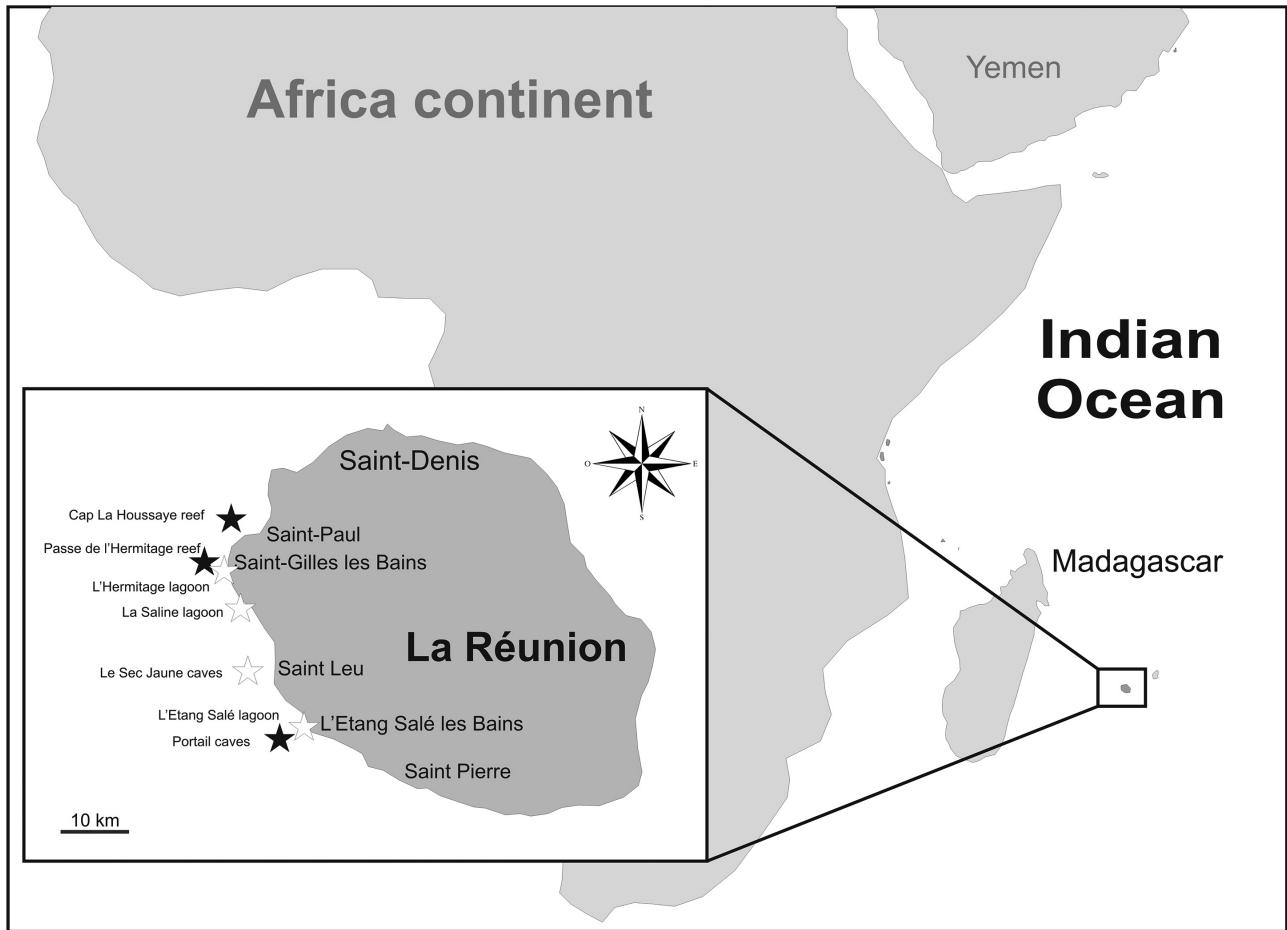 Africa continent
Yemen
Indian
Ocean
Madagascar
N
O
E
S
Saint-Denis
Cap La Houssaye reef
Saint-Paul
Passe de l'Hermitage reef
Saint-Gilles les Bains
L'Hermitage lagoon
La Saline lagoon
La Réunion
Le Sec Jaune caves
Saint Leu
L'Etang Salé lagoon
L'Etang Salé les Bains
Portail caves
Saint Pierre
10 km